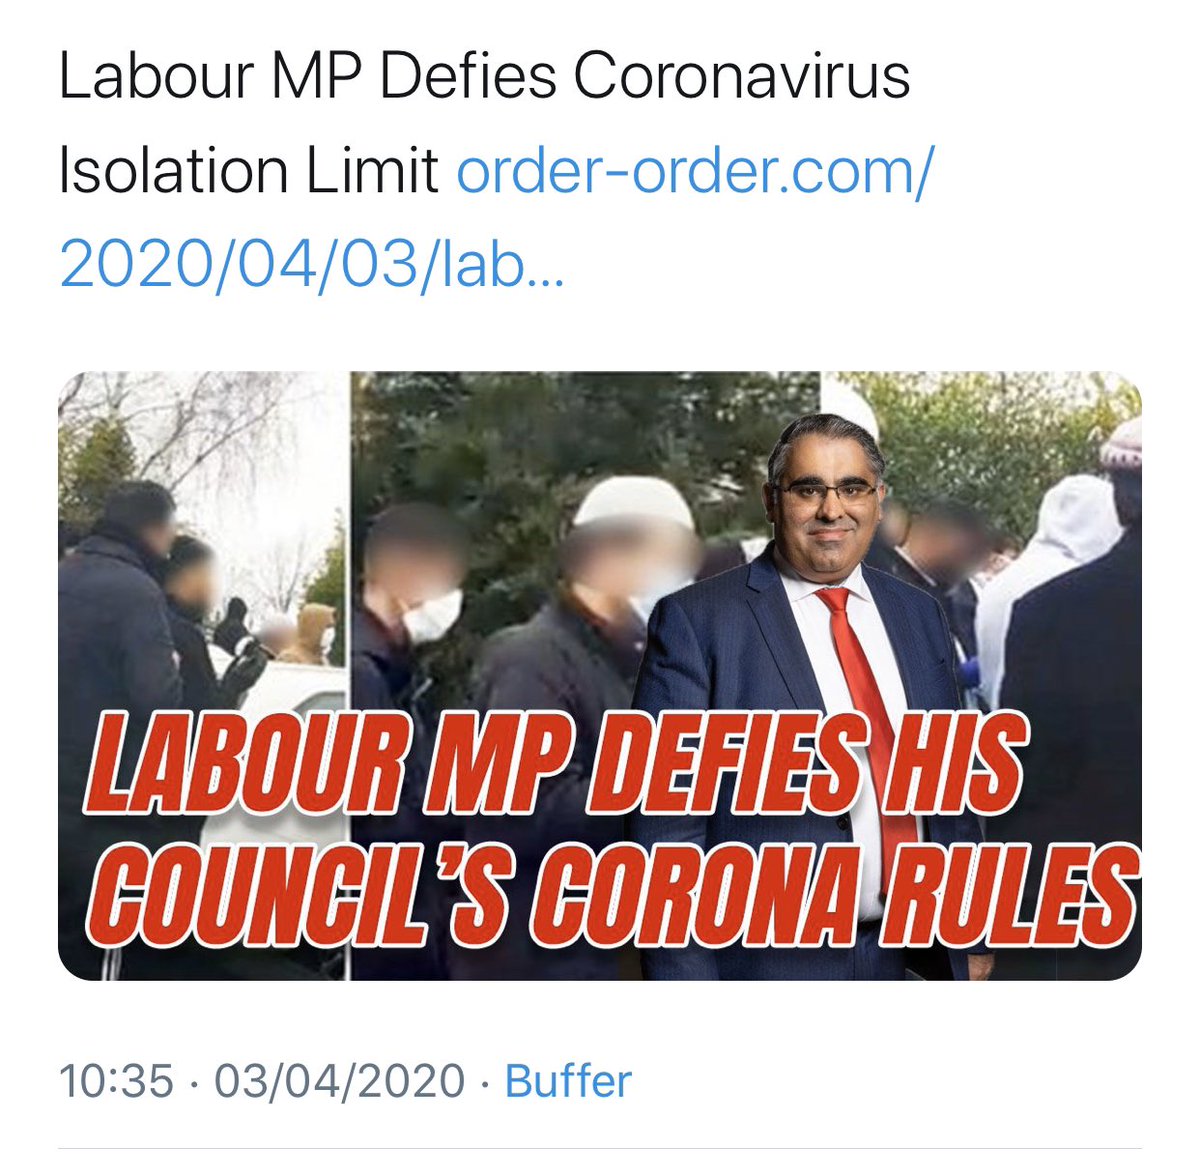 Labour MP Defies Coronavirus
Isolation Limit order-order.com/
2020/04/03/lab...
LABOUR MP DEFIES HIS
COUNCIL'S CORONA RULES
10:35 · 03/04/2020 · Buffer